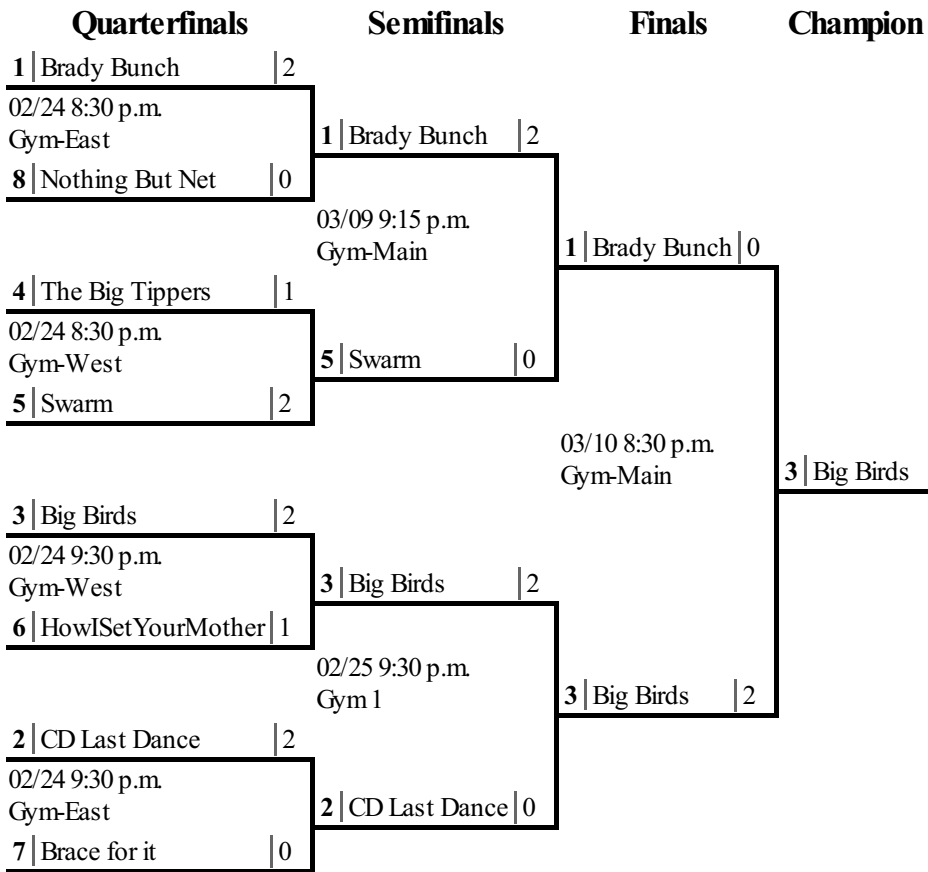 Quarterfinals Semifinals Finals Champion
1 Brady Bunch 2
02/24 8:30 p.m.
Gym-East
8 Nothing But Net 0
4 The Big Tippers 1
02/24 8:30 p.m.
Gym-West
5 Swarm 2
3 Big Birds 2
02/24 9:30 p.m.
Gym-West
6 HowISetYourMother 1
2 CD Last Dance 2
02/24 9:30 p.m.
Gym-East
7 Brace for it 0
1 Brady Bunch 2
03/09 9:15 p.m.
Gym-Main
5 Swarm 0
3 Big Birds 2
02/25 9:30 p.m.
Gym 1
2 CD Last Dance 0
1 Brady Bunch 0
03/10 8:30 p.m.
Gym-Main
3 Big Birds 2
3 Big Birds